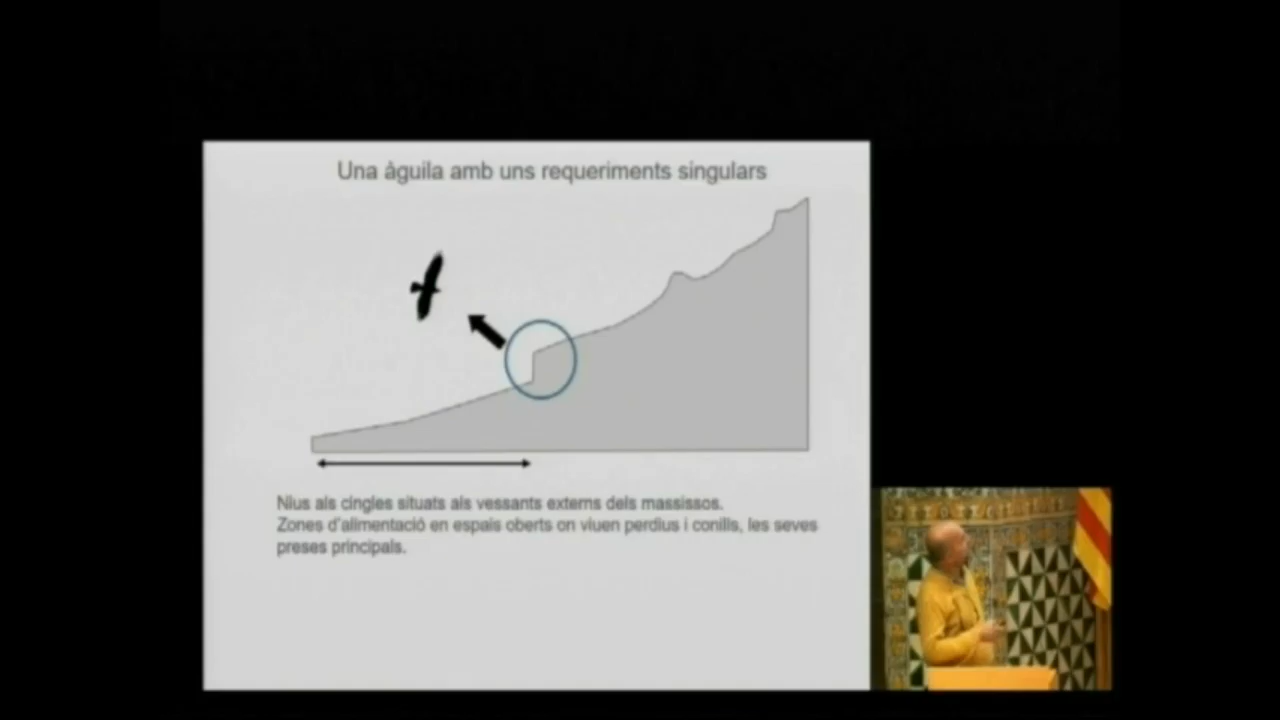 Una àguila amb uns requeriments singulars
Nius als cingles situats als vessants externs dels massissos.
Zones d'alimentació en espais oberts on viuen perdius i conills, les seves
preses principals.